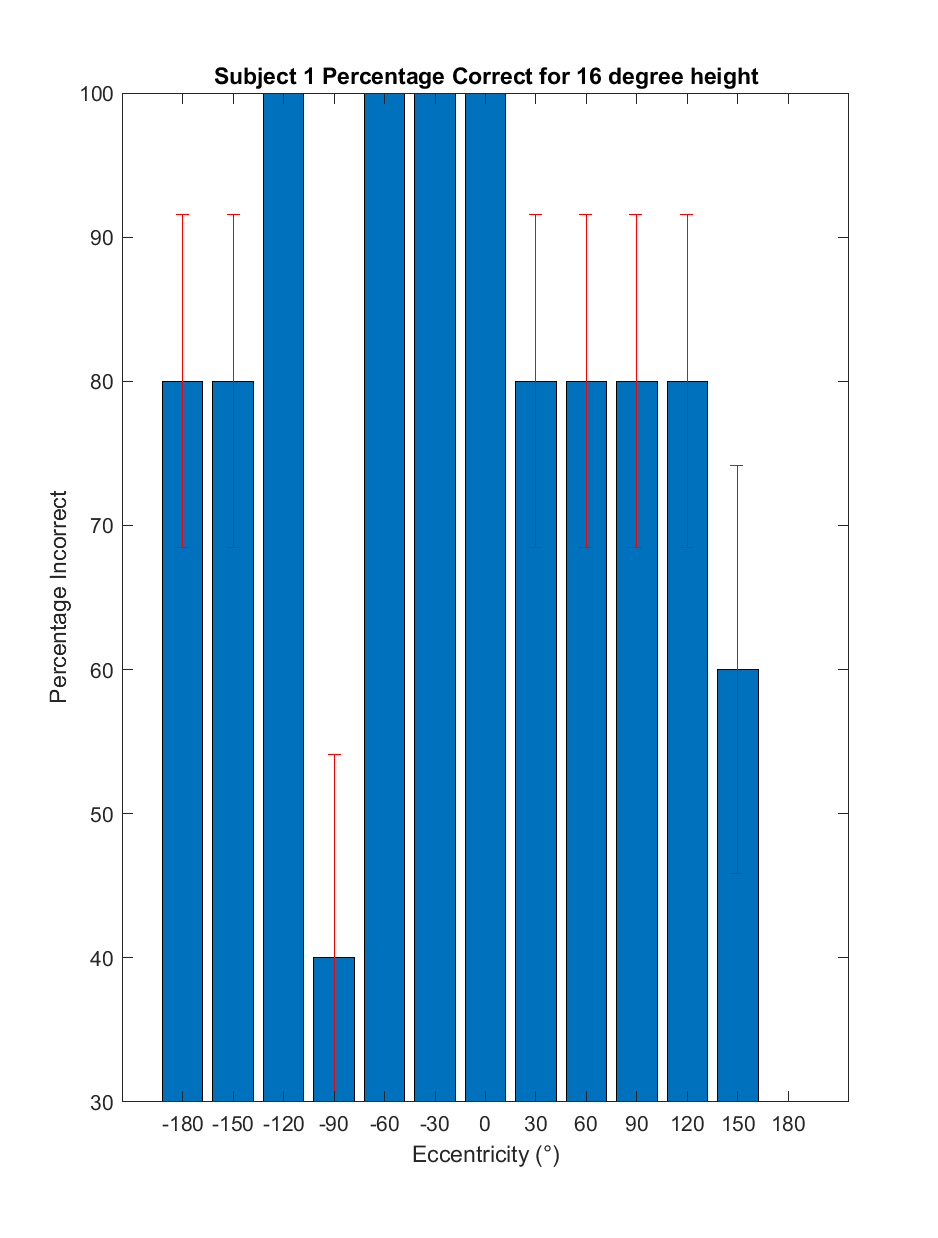 Subject 1 Percentage Correct for 16 degree height
100
90
80
70
60
50
40
30
Percentage Incorrect
-180 -150 -120 -90 -60 -30 0 30 60 90 120 150 180
Eccentricity (°)